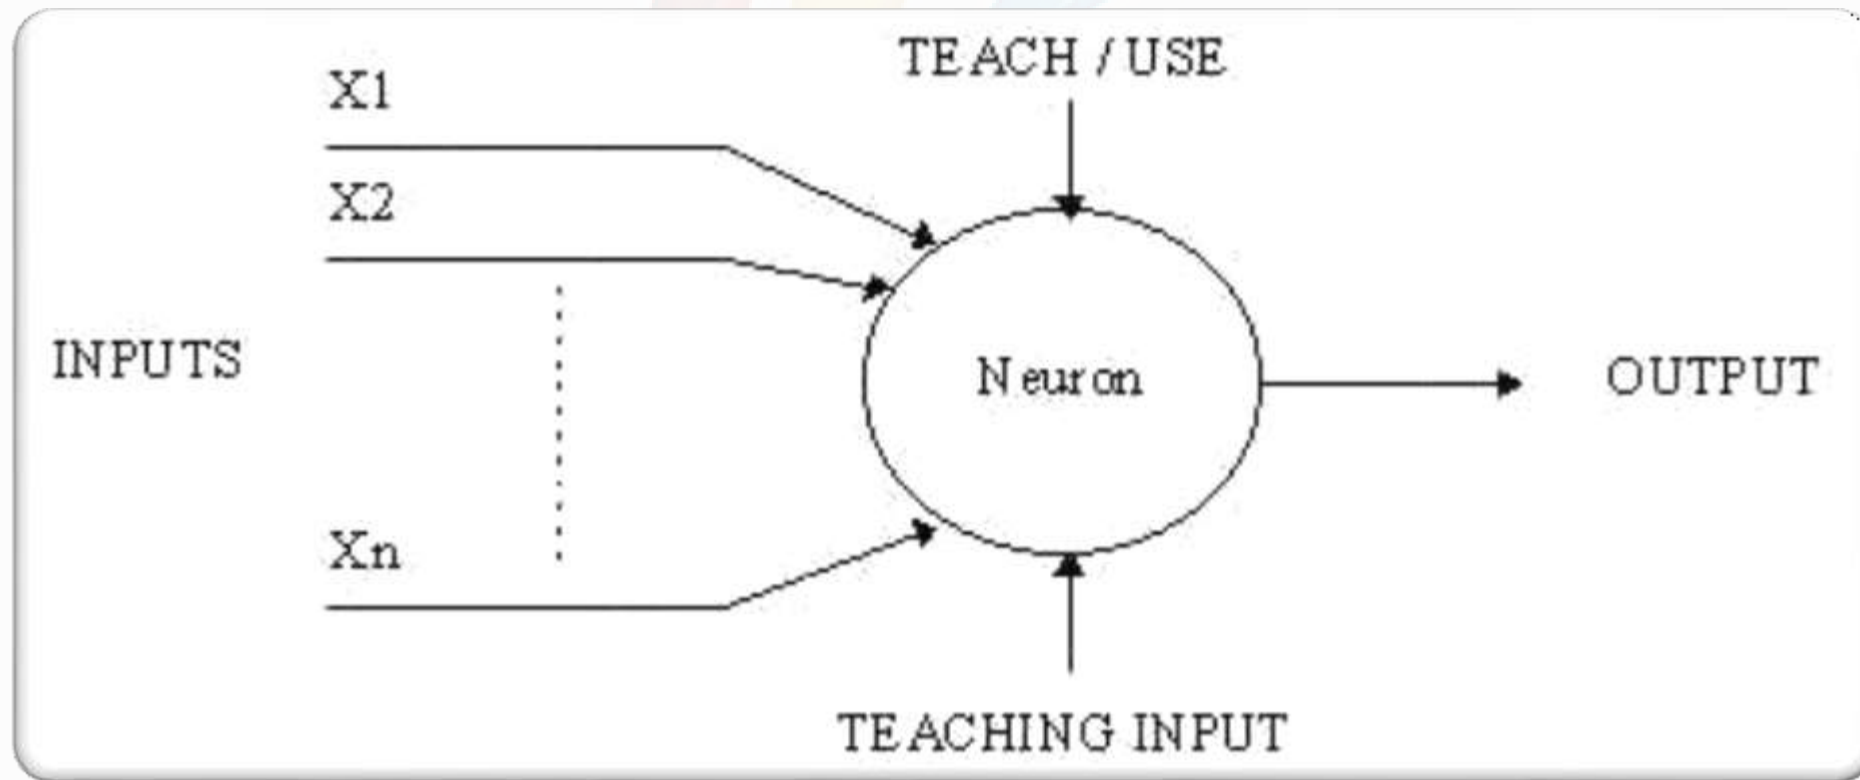 TEACH / USE
X1
X2
INPUTS
Neuron
OUTPUT
Xn
TEACHING INPUT